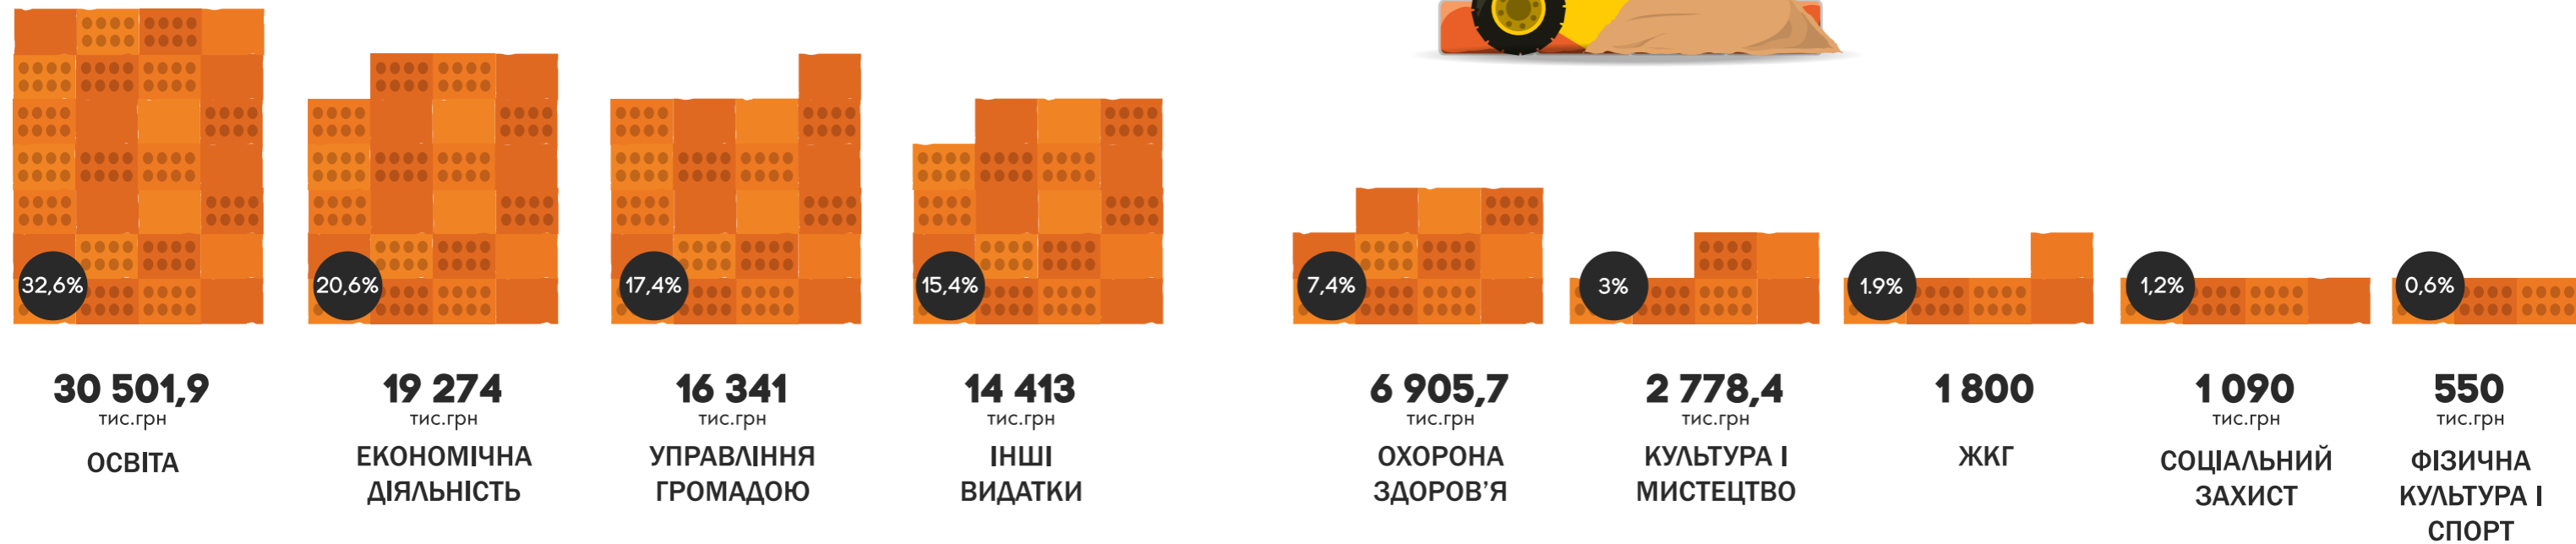 32,6%
20,6%
17,4%
15,4%
7,4%
3%
1.9%
1,2%
0,6%
30 501,9
тис.грн
ОСВІТА
19 274
тис.грн
ЕКОНОМІЧНА
ДІЯЛЬНІСТЬ
16 341
тис.грн
УПРАВЛІННЯ
ГРОМАДОЮ
14 413
тис.грн
ІНШІ
ВИДАТКИ
6 905,7
тис.грн
ОХОРОНА
ЗДОРОВ’Я
2 778,4
тис.грн
КУЛЬТУРА І
МИСТЕЦТВО
1 800
ЖКГ
1 090
тис.грн
СОЦІАЛЬНИЙ
ЗАХИСТ
550
тис.грн
ФІЗИЧНА
КУЛЬТУРА І
СПОРТ